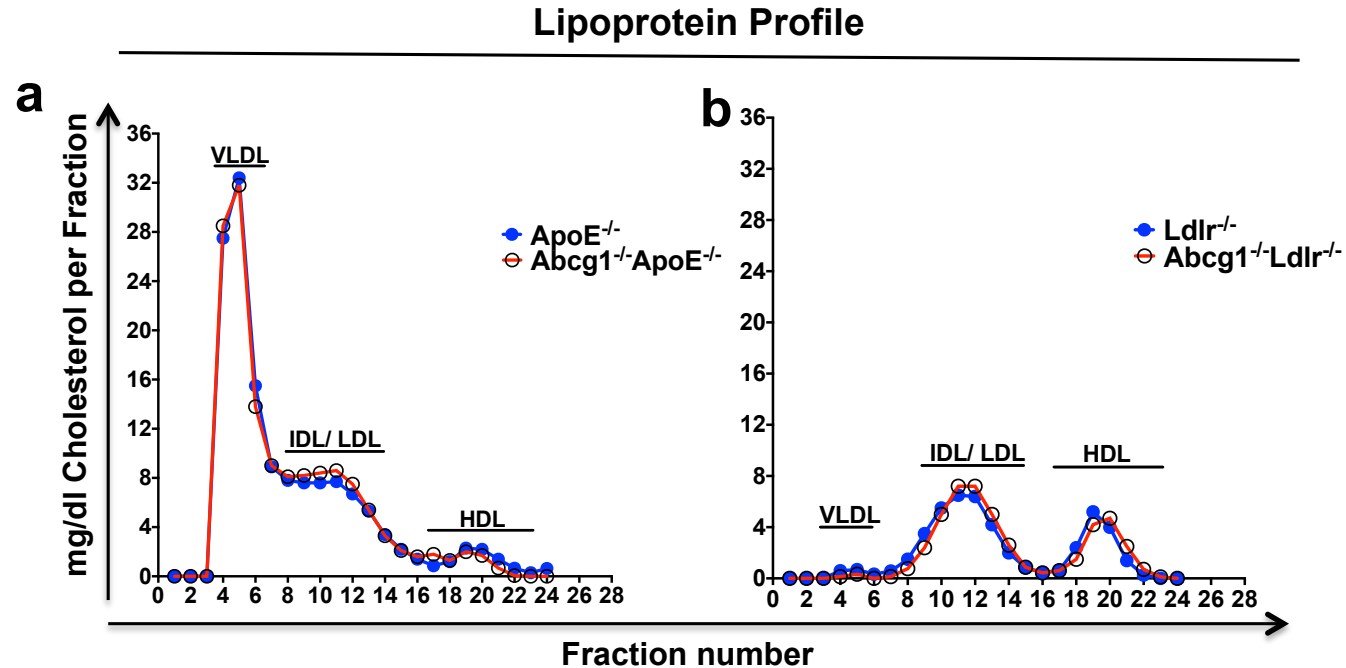 Lipoprotein Profile
a
mg/dl Cholesterol per Fraction
36
32
28
24
20
16
12
8
4
0
0 2 4 6 8 10 12 14 16 18 20 22 24 26 28
VLDL
IDL/ LDL
HDL
ApoE-/-
Abcg1-/-ApoE-/-
b
36
32
28
24
20
16
12
8
4
0
0 2 4 6 8 10 12 14 16 18 20 22 24 26 28
VLDL
IDL/ LDL
HDL
Ldlr-/-
Abcg1-/-Ldlr-/-
Fraction number